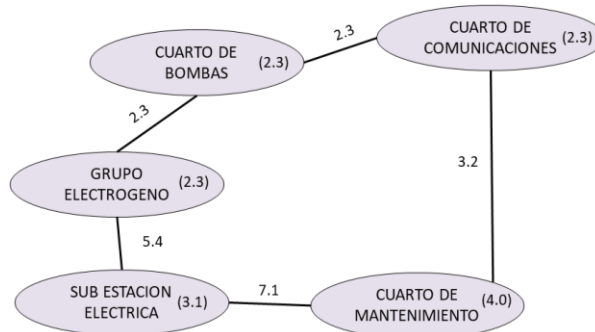 CUARTO DE
COMUNICACIONES
(2.3)
2.3
CUARTO DE
BOMBAS
(2.3)
2.3
3.2
GRUPO
ELECTROGENO
(2.3)
5.4
SUB ESTACION
ELECTRICA
(3.1)
7.1
CUARTO DE
MANTENIMIENTO
(4.0)